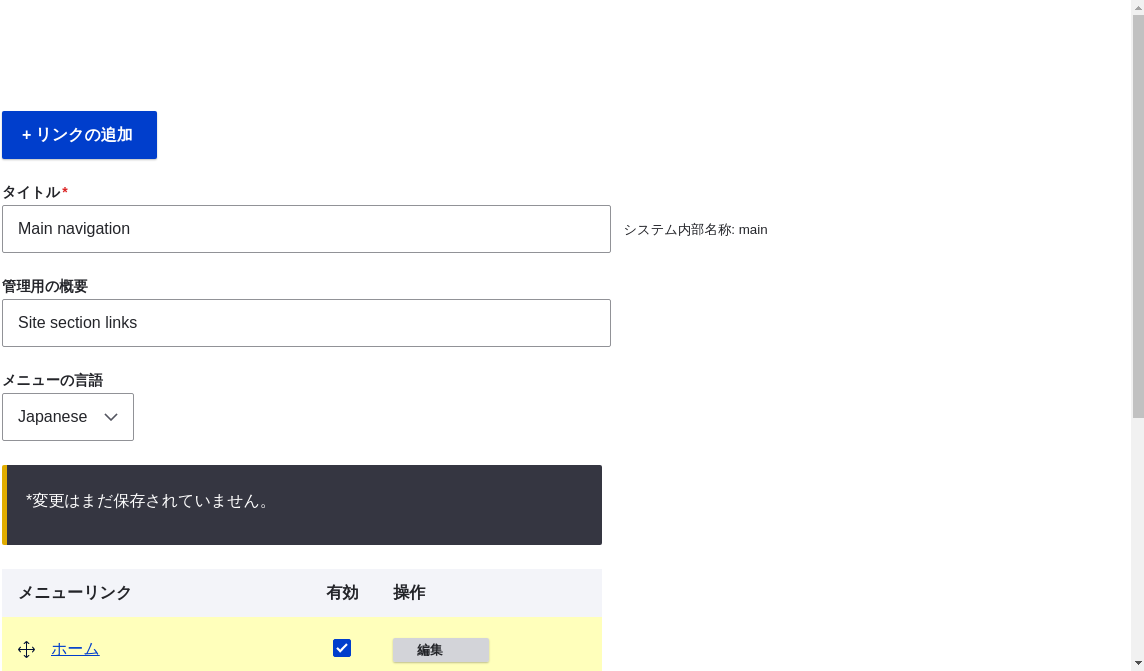 + リンクの追加
タイトル*
Main navigation
システム内部名称: main
管理用の概要
Site section links
メニューの言語
Japanese
*変更はまだ保存されていません。
メニューリンク 有効 操作
ホーム 編集